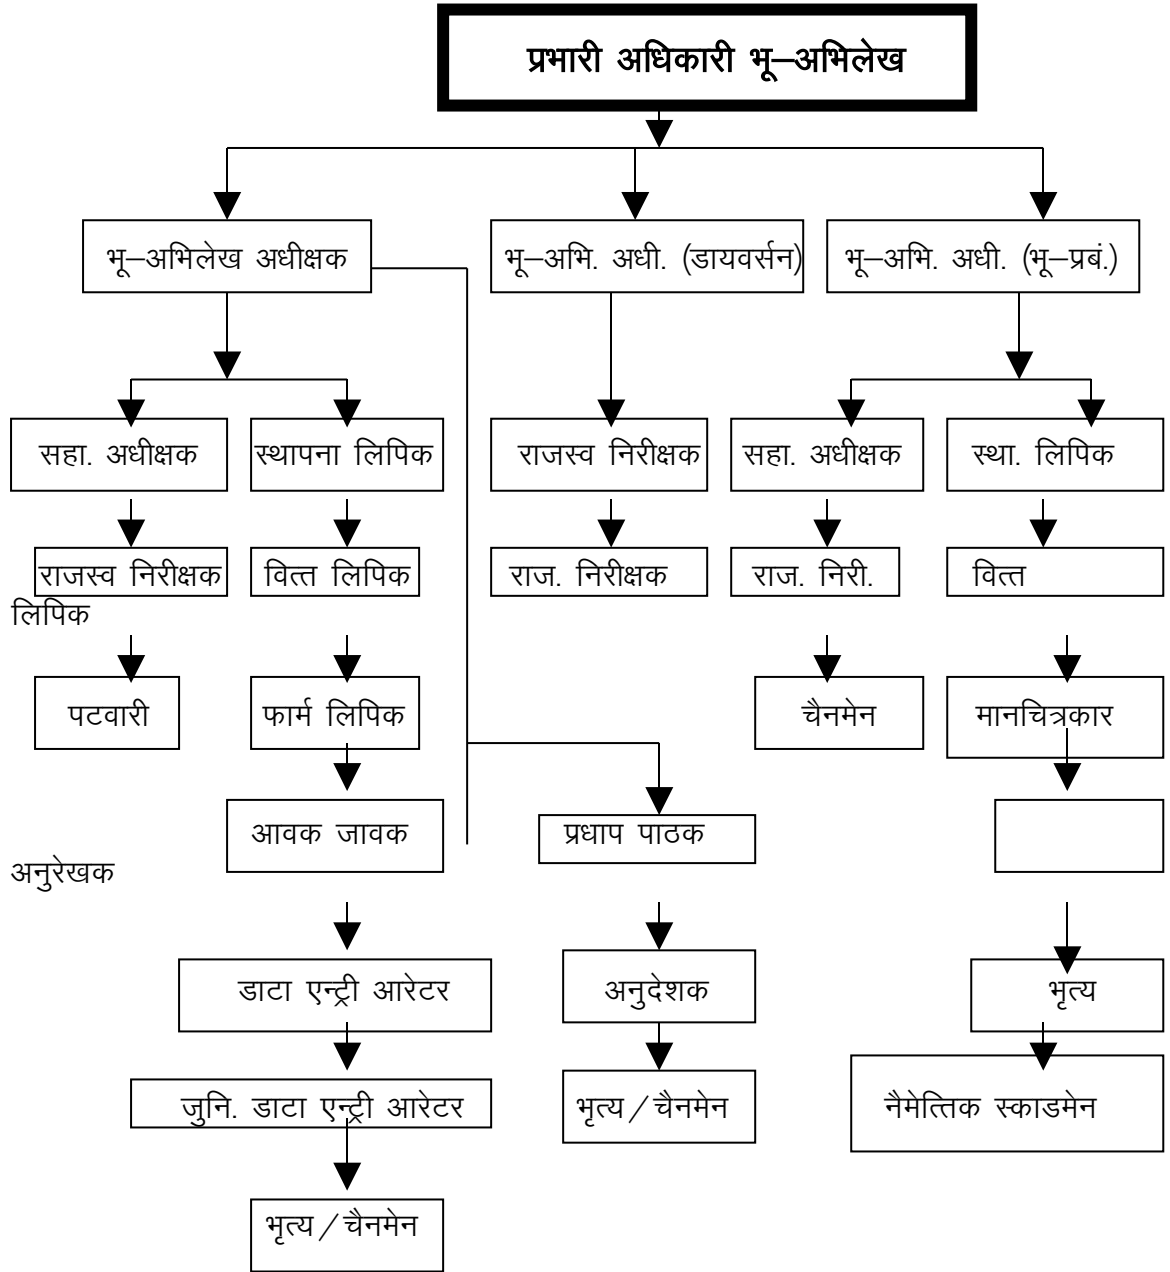 प्रभारी अधिकारी भू–अभिलेख
भू–अभिलेख अधीक्षक भू–अभि. अधी. (डायवर्सन) भू–अभि. अधी. (भू–प्रबं.)
सहा. अधीक्षक स्थापना लिपिक राजस्व निरीक्षक सहा. अधीक्षक स्था. लिपिक
राजस्व निरीक्षक वित्त लिपिक राज. निरीक्षक राज. निरी. वित्त
लिपिक
पटवारी फार्म लिपिक चैनमेन मानचित्रकार
आवक जावक प्रधाप पाठक
अनुरेखक
डाटा एन्ट्री आरेटर अनुदेशक भृत्य
जुनि. डाटा एन्ट्री आरेटर भृत्य/चैनमेन नैमेत्तिक स्काडमेन
भृत्य/चैनमेन